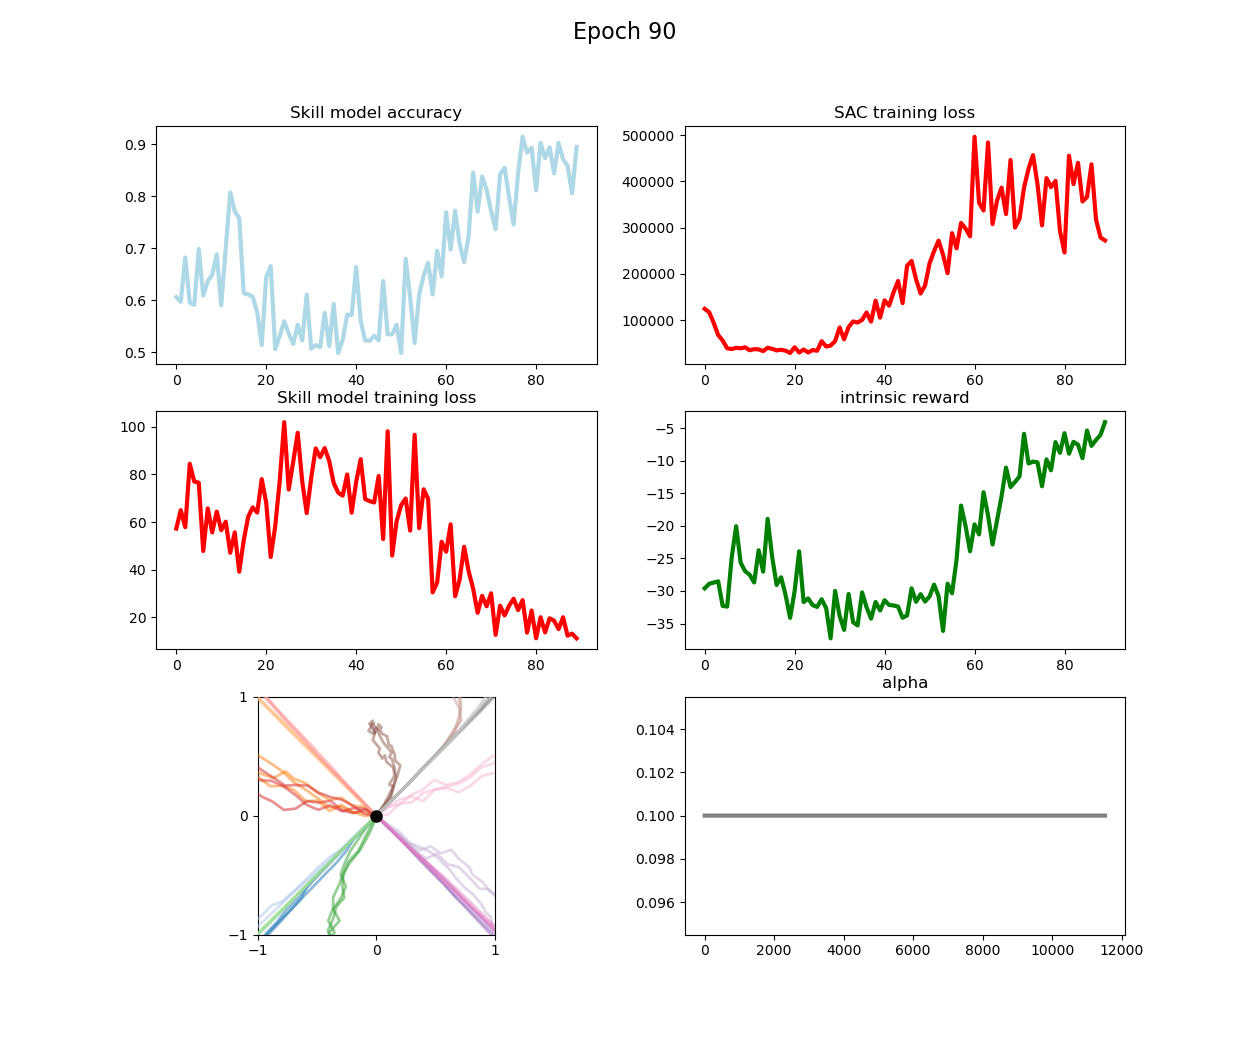 Epoch 90
Skill model accuracy
0.9
0.8
0.7
0.6
0.5
0 20 40 60 80
SAC training loss
500000
400000
300000
200000
100000
0 20 40 60 80
Skill model training loss
100
80
60
40
20
0 20 40 60 80
intrinsic reward
−5
−10
−15
−20
−25
−30
−35
0 20 40 60 80
1
0
−1
−1 0 1
alpha
0.104
0.102
0.100
0.098
0.096
0 2000 4000 6000 8000 10000 12000